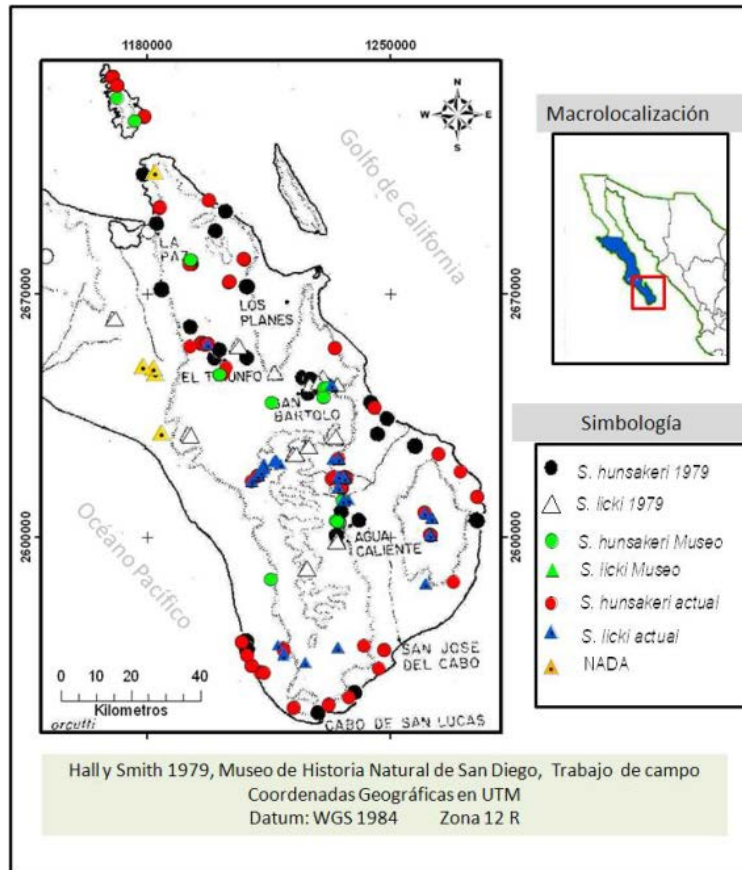 1180000
1250000
N
W
E
S
Golfo de California
LA
PAZ
2670000
2670000
LOS
PLANES
EL TRIUNFO
SAN
BARTOLO
Océano Pacífico
2600000
2600000
AGUA
CALIENTE
SAN JOSE
DEL CABO
0 10 20 40
Kilometros
orcutti
CABO DE SAN LUCAS
Macrolocalización
Simbología
S. hunsakeri 1979
S. licki 1979
S. hunsakeri Museo
S. licki Museo
S. hunsakeri actual
S. licki actual
NADA
Hall y Smith 1979, Museo de Historia Natural de San Diego, Trabajo de campo
Coordenadas Geográficas en UTM
Datum: WGS 1984 Zona 12 R